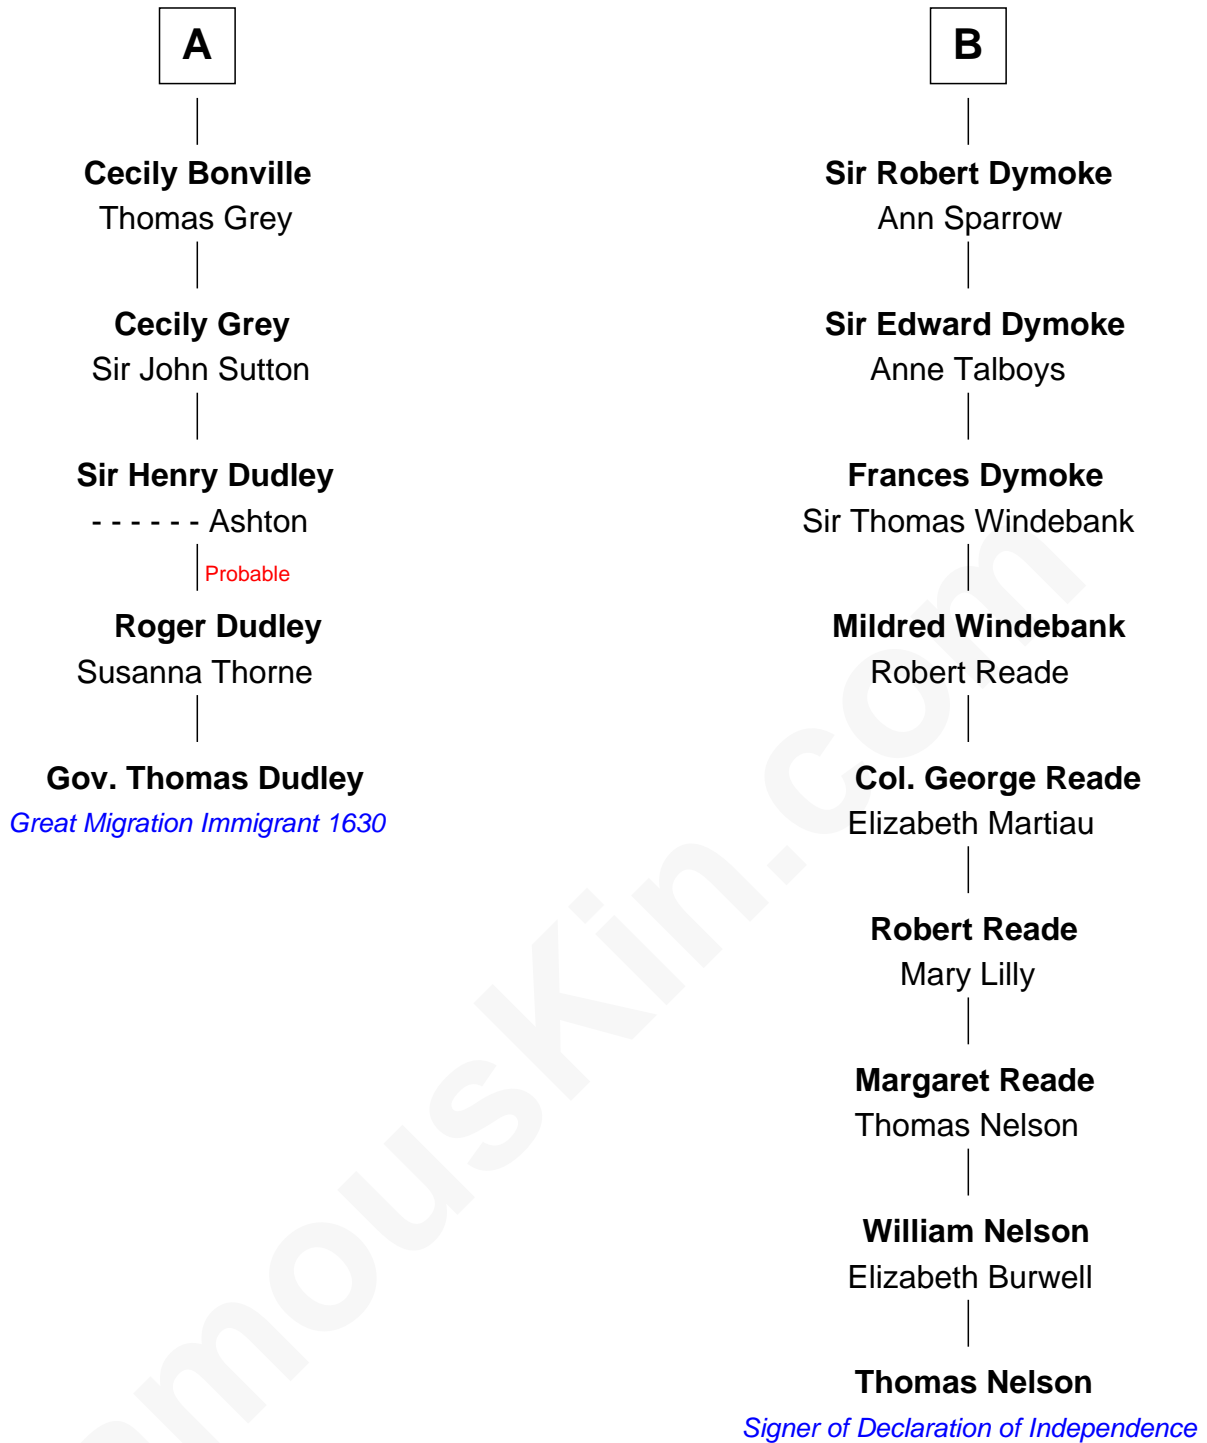 A
Cecily Bonville
Thomas Grey
Cecily Grey
Sir John Sutton
Sir Henry Dudley
- - - - - - Ashton
Probable
Roger Dudley
Susanna Thorne
Gov. Thomas Dudley
Great Migration Immigrant 1630
B
Sir Robert Dymoke
Ann Sparrow
Sir Edward Dymoke
Anne Talboys
Frances Dymoke
Sir Thomas Windebank
Mildred Windebank
Robert Reade
Col. George Reade
Elizabeth Martiau
Robert Reade
Mary Lilly
Margaret Reade
Thomas Nelson
William Nelson
Elizabeth Burwell
Thomas Nelson
Signer of Declaration of Independence
amouskin.com